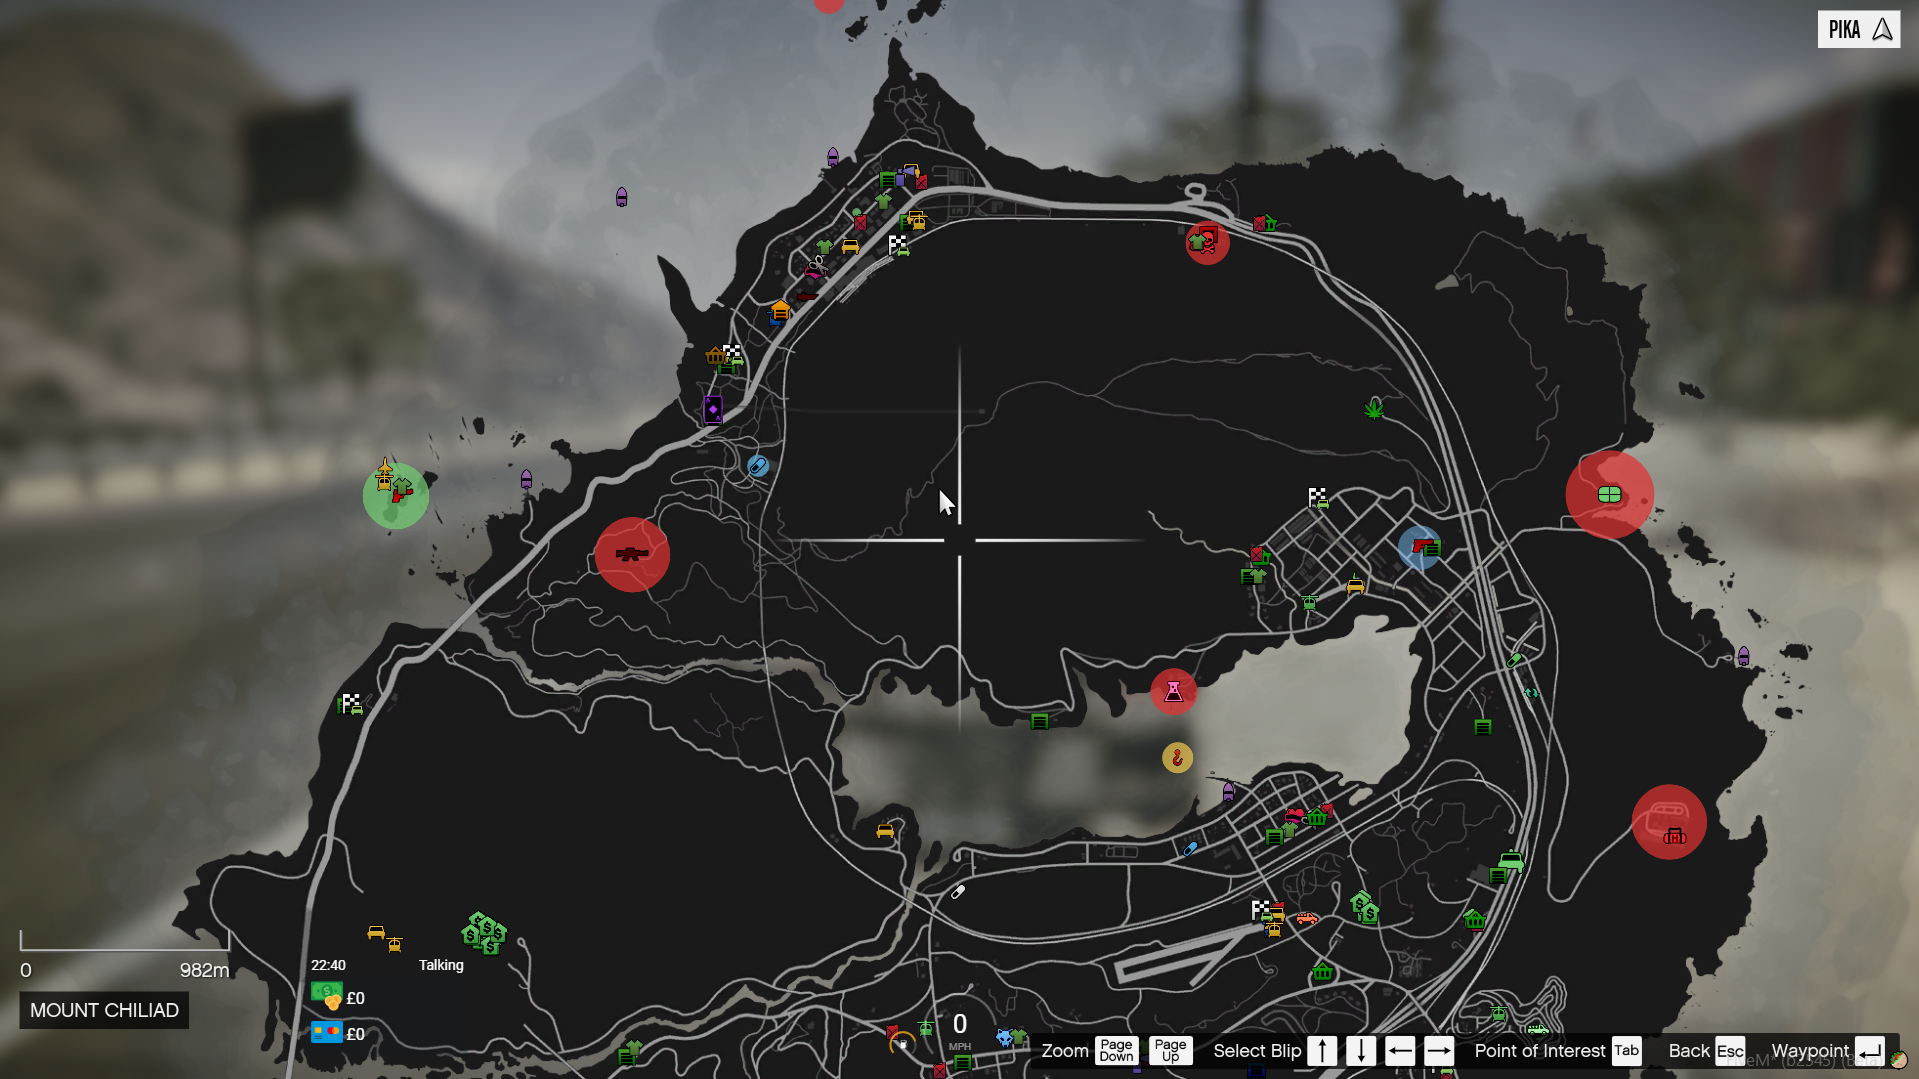 PIKA
0 982m
MOUNT CHILIAD
22:40
Talking
£0
£0
0
MPH
Zoom Page Down Page Up Select Blip ↑ ↓ ← → Point of Interest Tab Back Esc Waypoint